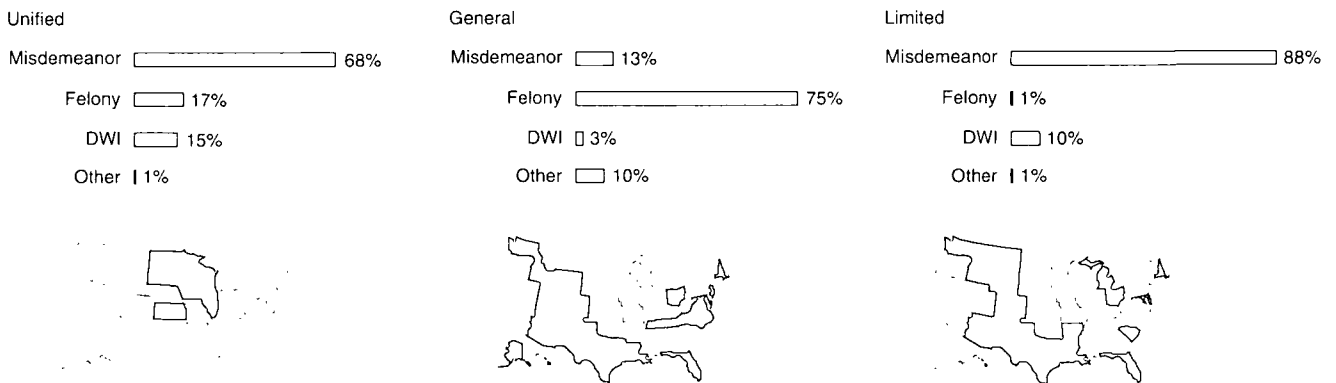 Unified
Misdemeanor 68%
Felony 17%
DWI 15%
Other 1%
General
Misdemeanor 13%
Felony 75%
DWI 3%
Other 10%
Limited
Misdemeanor 88%
Felony 1%
DWI 10%
Other 1%